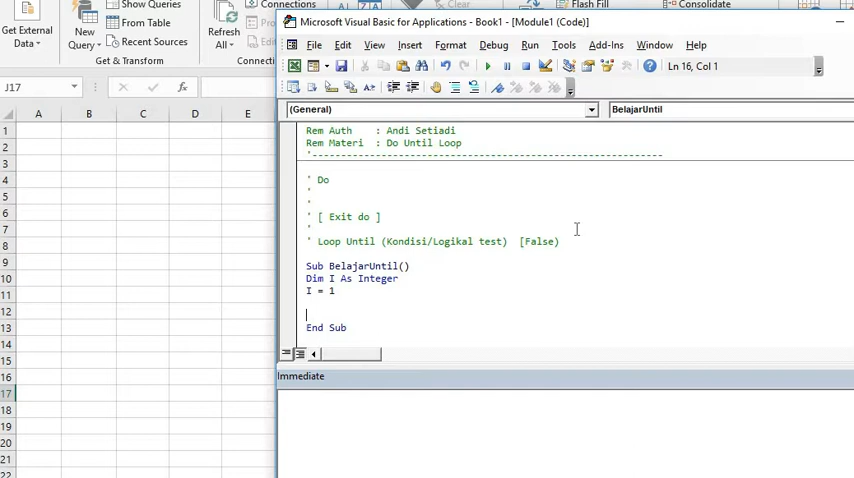 Show Queries
From Table
Recent Sources
Get External
Data
New
Query
Get & Transform
Connections
Refresh
All
Flash Fill
Consolidate
Microsoft Visual Basic for Applications - Book1 - [Module1 (Code)]
File Edit View Insert Format Debug Run Tools Add-Ins Window Help
Ln 16, Col 1
J17
fx
(General)
BelajarUntil
A B C D E
1
2
3
4
5
6
7
8
9
10
11
12
13
14
15
16
17
18
19
20
21
22
Rem Auth : Andi Setiadi
Rem Materi : Do Until Loop
'-------------------------------------------------------------
' Do
'
'
' [ Exit do ]
'
' Loop Until (Kondisi/Logikal test) [False)
Sub BelajarUntil()
Dim I As Integer
I = 1
End Sub
Immediate